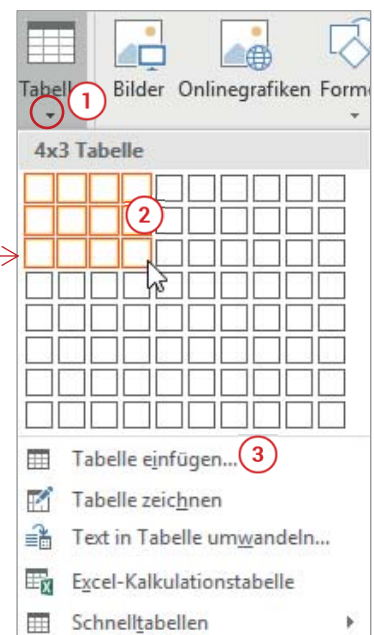 Tabelle 1 Bilder Onlinegrafiken Form
4x3 Tabelle
2
Tabelle einfügen... 3
Tabelle zeichnen
Text in Tabelle umwandeln...
Excel-Kalkulationstabelle
Schnelltabellen